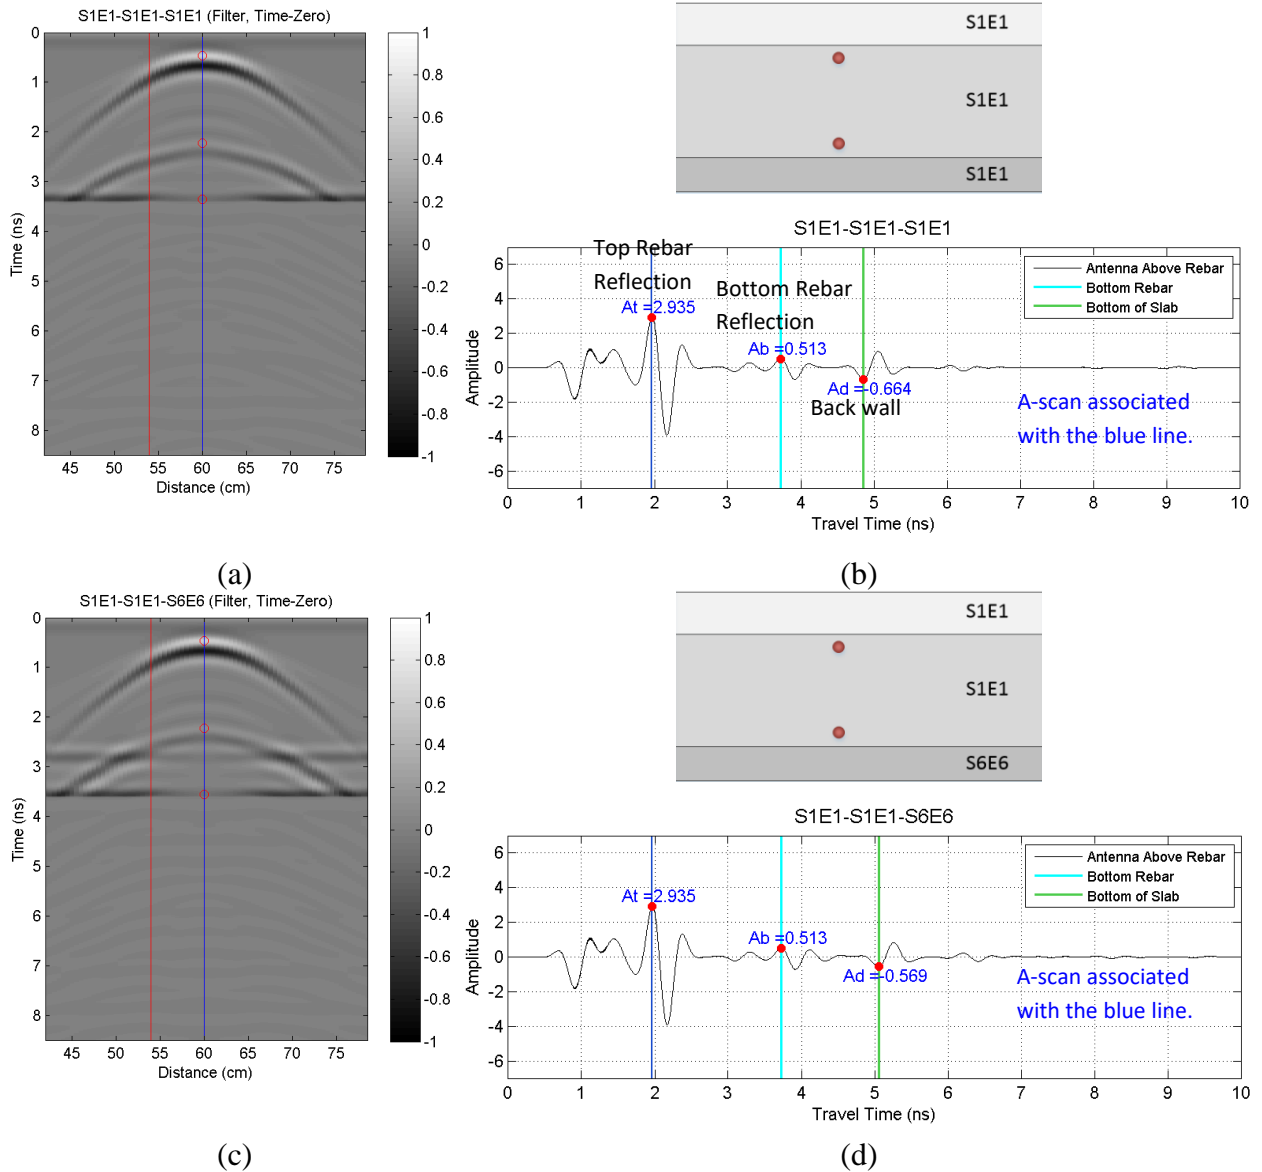 S1E1-S1E1-S1E1 (Filter, Time-Zero)
0
1
2
3
4
5
6
7
8
Time (ns)
45 50 55 60 65 70 75
Distance (cm)
1
0.8
0.6
0.4
0.2
0
-0.2
-0.4
-0.6
-0.8
-1
(a)
S1E1
S1E1
S1E1
S1E1-S1E1-S1E1
Top Rebar
Reflection
At =2.935
Bottom Rebar
Reflection
Ab =0.513
Ad =-0.664
Back wall
Antenna Above Rebar
Bottom Rebar
Bottom of Slab
A-scan associated
with the blue line.
6
4
2
0
-2
-4
-6
Amplitude
0 1 2 3 4 5 6 7 8 9 10
Travel Time (ns)
(b)
S1E1-S1E1-S6E6 (Filter, Time-Zero)
0
1
2
3
4
5
6
7
8
Time (ns)
45 50 55 60 65 70 75
Distance (cm)
1
0.8
0.6
0.4
0.2
0
-0.2
-0.4
-0.6
-0.8
-1
(c)
S1E1
S1E1
S6E6
S1E1-S1E1-S6E6
At =2.935
Ab =0.513
Ad =-0.569
Antenna Above Rebar
Bottom Rebar
Bottom of Slab
A-scan associated
with the blue line.
6
4
2
0
-2
-4
-6
Amplitude
0 1 2 3 4 5 6 7 8 9 10
Travel Time (ns)
(d)